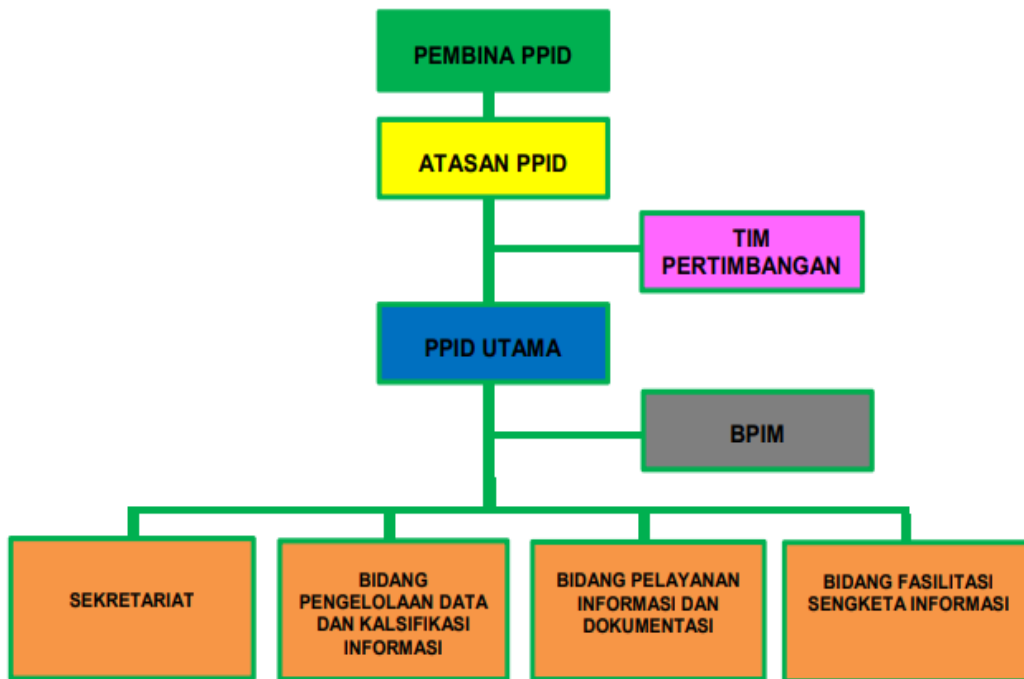 PEMBINA PPID
ATASAN PPID
TIM
PERTIMBANGAN
PPID UTAMA
BPIM
SEKRETARIAT
BIDANG
PENGELOLAAN DATA
DAN KALSIFIKASI
INFORMASI
BIDANG PELAYANAN
INFORMASI DAN
DOKUMENTASI
BIDANG FASILITASI
SENGKETA INFORMASI